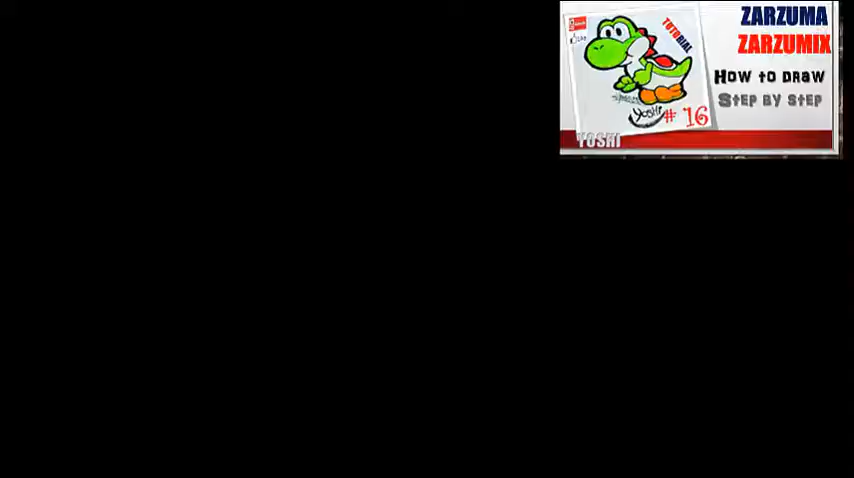 ZARZUMA
ZARZUMIX
TUTORIAL
HOW TO DRAW
STEP BY STEP
YOSHI
# 16
YOSHI